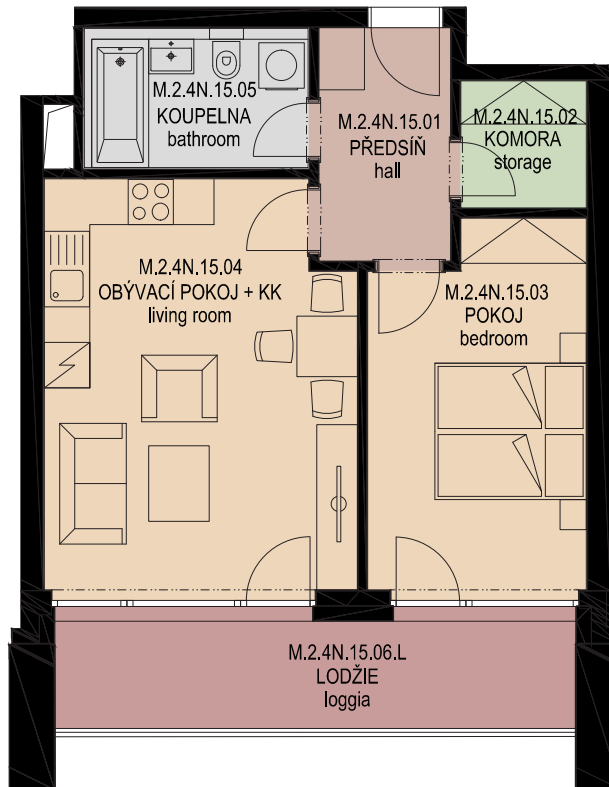 M.2.4N.15.05
KOUPELNA
bathroom
M.2.4N.15.01
PŘEDSÍŇ
hall
M.2.4N.15.02
KOMORA
storage
M.2.4N.15.04
OBÝVACÍ POKOJ + KK
living room
M.2.4N.15.03
POKOJ
bedroom
M.2.4N.15.06.L
LODŽIE
loggia